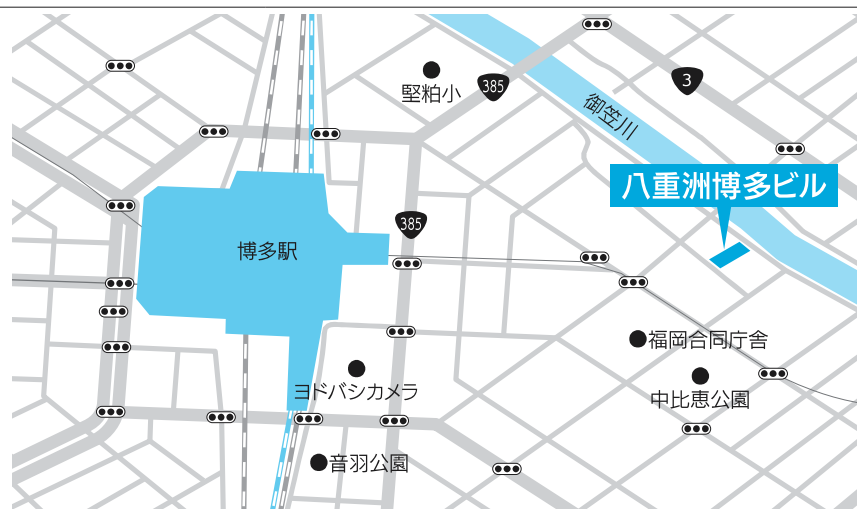 堅粕小
385
3
御笠川
八重洲博多ビル
385
博多駅
福岡合同庁舎
ヨドバシカメラ
中比恵公園
音羽公園